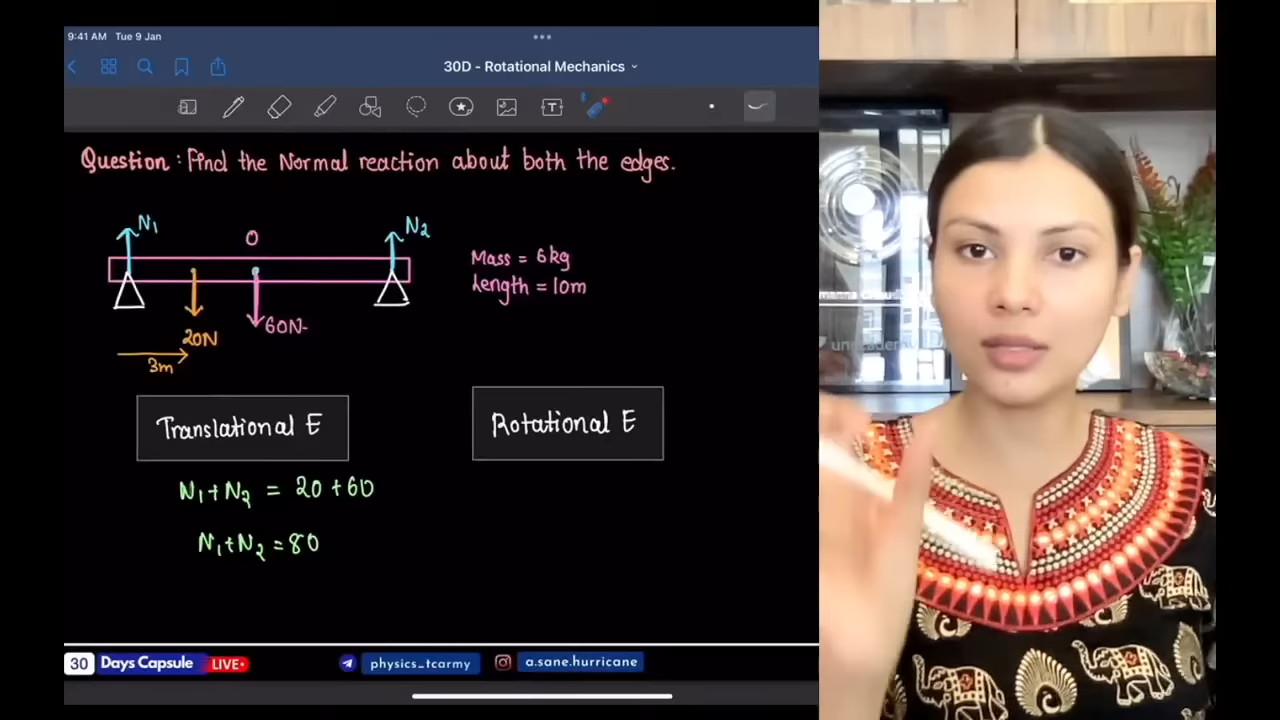 9:41 AM Tue 9 Jan
30D - Rotational Mechanics
Question: Find the Normal reaction about both the edges.
N1
N2
O
Mass = 6kg
Length = 10m
20N
60N
3m
Translational E
Rotational E
N1+N2 = 20+60
N1+N2=80
30 Days Capsule LIVE
physics_tcarmy
a.sane.hurricane